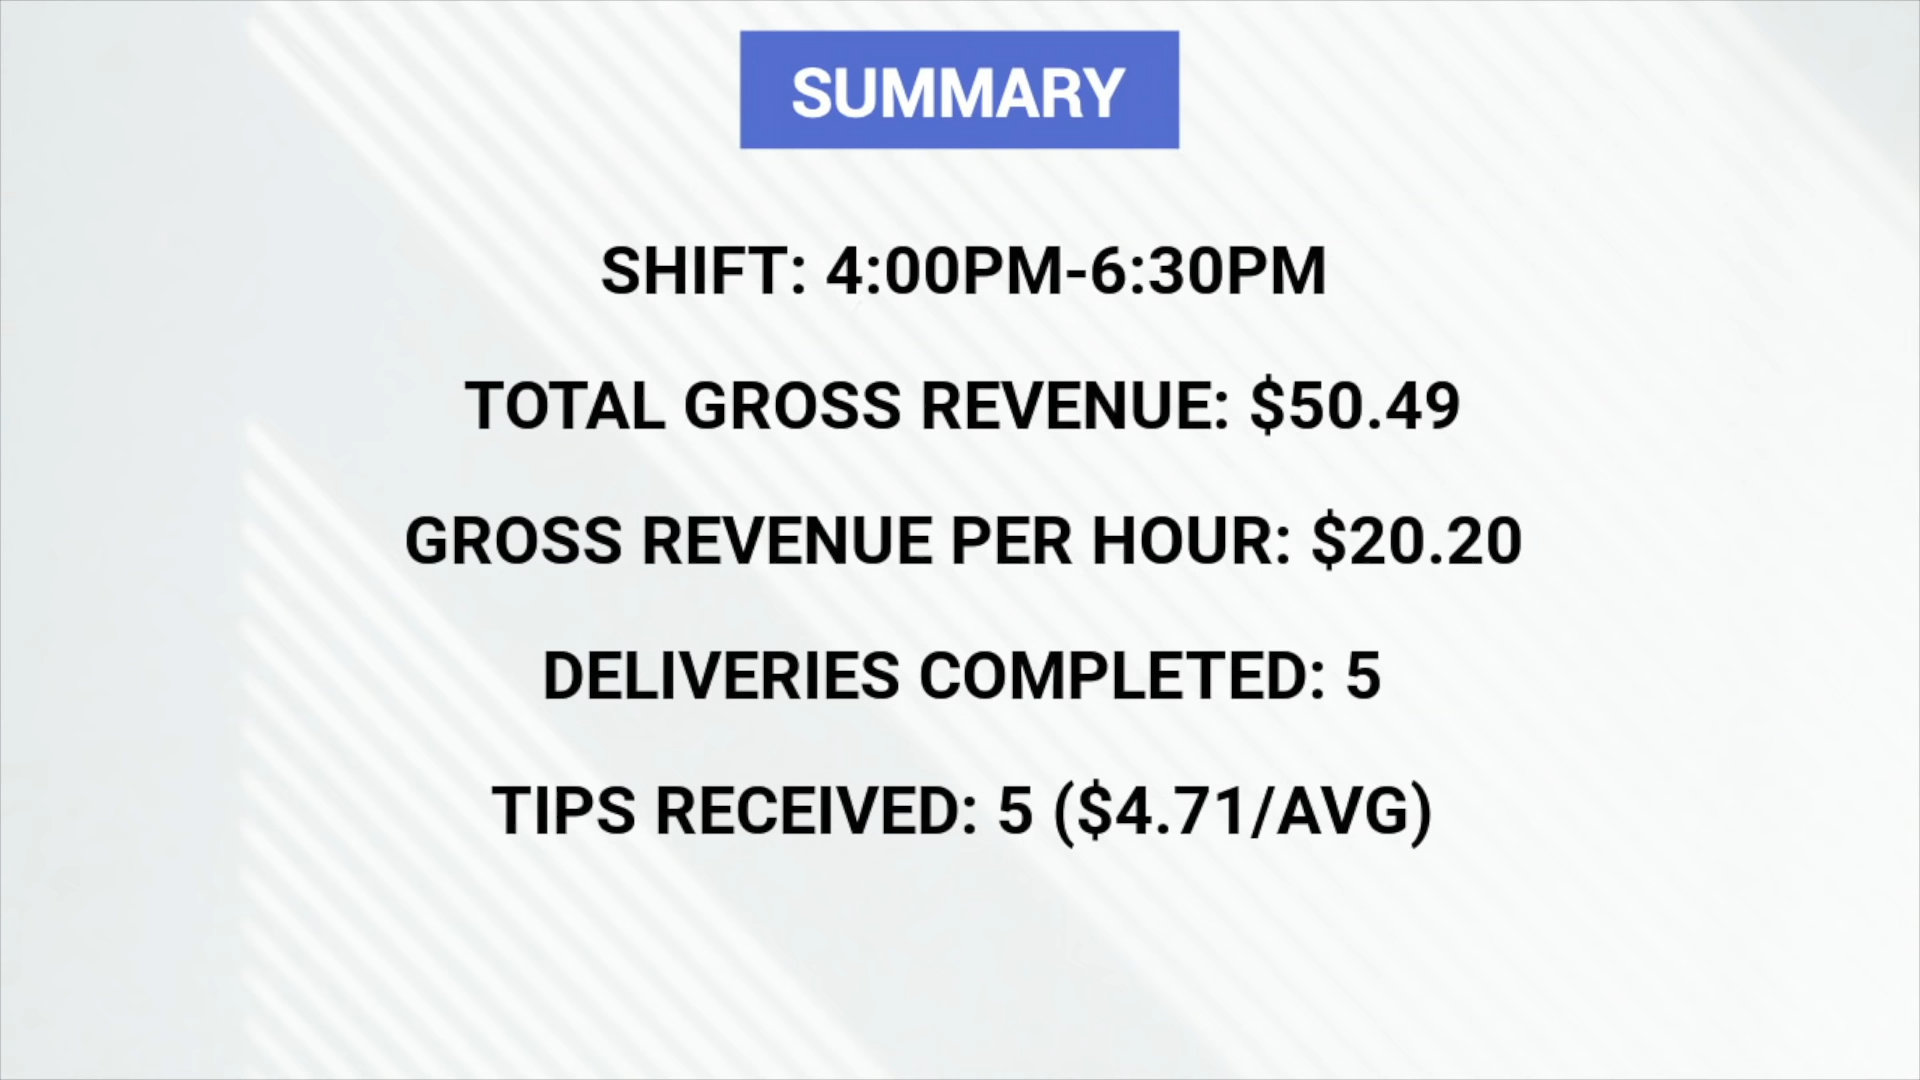 SUMMARY
SHIFT: 4:00PM-6:30PM
TOTAL GROSS REVENUE: $50.49
GROSS REVENUE PER HOUR: $20.20
DELIVERIES COMPLETED: 5
TIPS RECEIVED: 5 ($4.71/AVG)